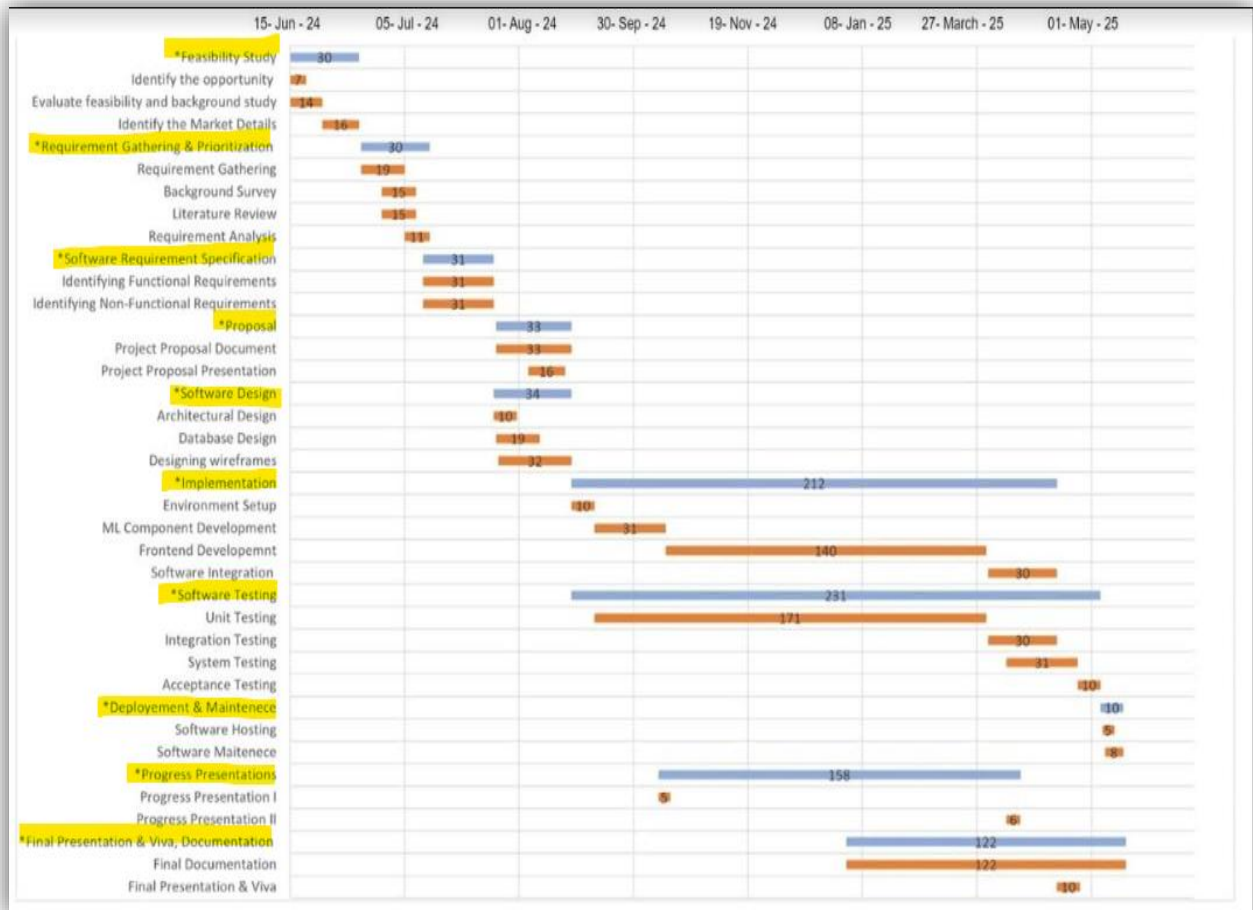 15- Jun - 24 05- Jul - 24 01- Aug - 24 30- Sep - 24 19- Nov - 24 08- Jan - 25 27- March - 25 01- May - 25
*Feasibility Study 30
Identify the opportunity 7
Evaluate feasibility and background study 14
Identify the Market Details 16
*Requirement Gathering & Prioritization 30
Requirement Gathering 19
Background Survey 15
Literature Review 15
Requirement Analysis 11
*Software Requirement Specification 31
Identifying Functional Requirements 31
Identifying Non-Functional Requirements 31
*Proposal 33
Project Proposal Document 33
Project Proposal Presentation 16
*Software Design 34
Architectural Design 10
Database Design 19
Designing wireframes 32
*Implementation 212
Environment Setup 10
ML Component Development 31
Frontend Developemnt 140
Software Integration 30
*Software Testing 231
Unit Testing 171
Integration Testing 30
System Testing 31
Acceptance Testing 10
*Deployement & Maintenece 10
Software Hosting 5
Software Maitenece 8
*Progress Presentations 158
Progress Presentation I 5
Progress Presentation II 6
*Final Presentation & Viva, Documentation 122
Final Documentation 122
Final Presentation & Viva 10